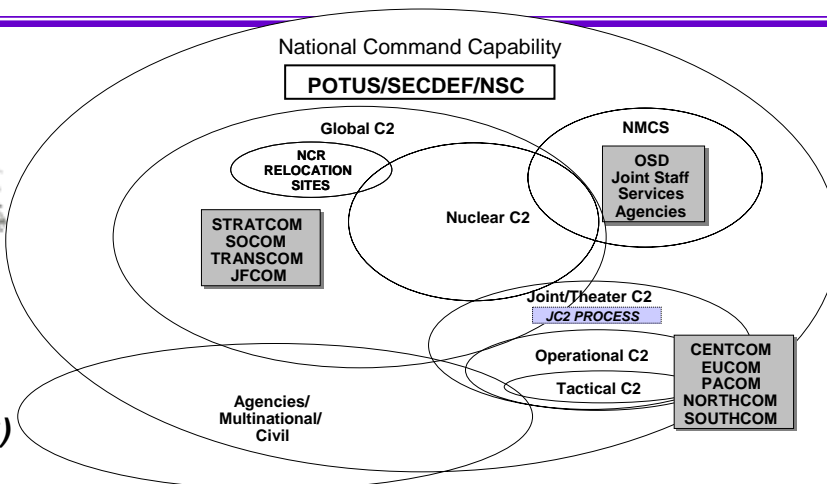 National Command Capability
POTUS/SECDEF/NSC
Global C2
NMCS
NCR
RELOCATION
SITES
OSD
Joint Staff
Services
Agencies
Nuclear C2
STRATCOM
SOCOM
TRANSCOM
JFCOM
Joint/Theater C2
JC2 PROCESS
Operational C2
Tactical C2
CENTCOM
EUCOM
PACOM
NORTHCOM
SOUTHCOM
Agencies/
Multinational/
Civil
)